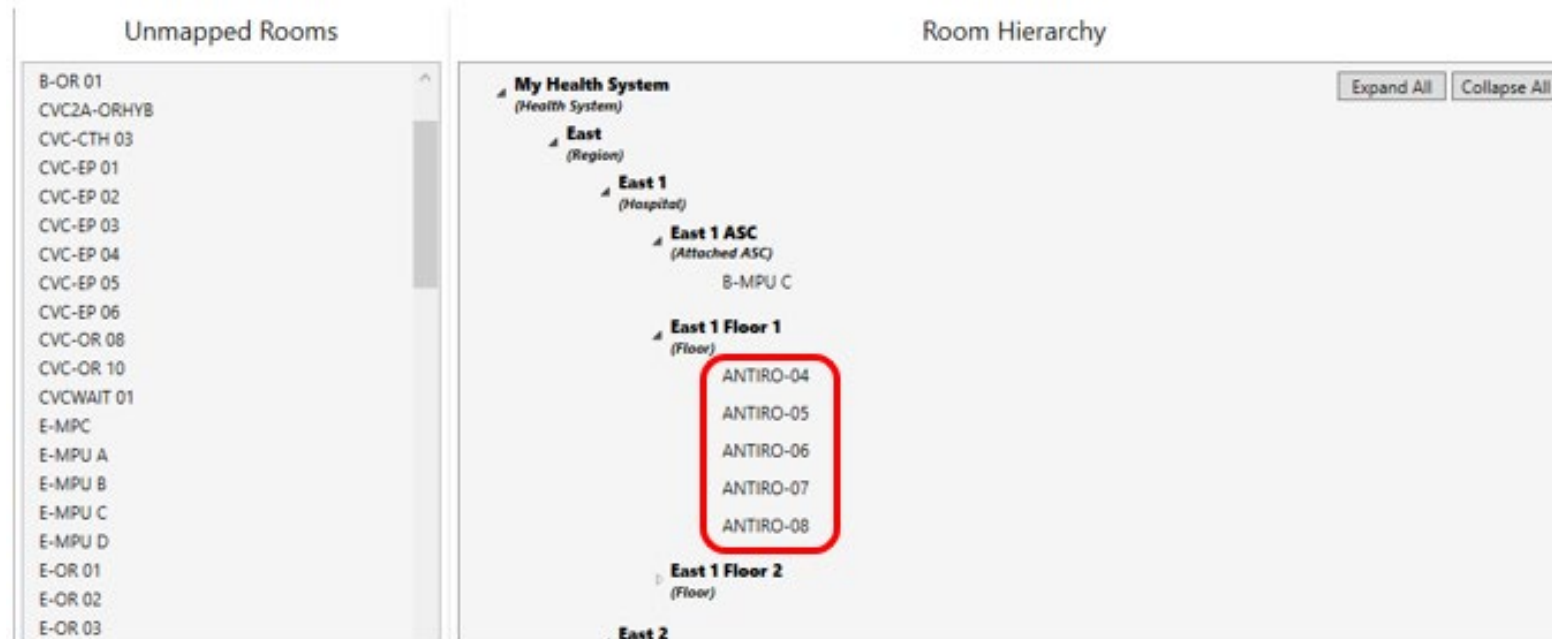 Unmapped Rooms
B-OR 01
CVC2A-ORHYB
CVC-CTH 03
CVC-EP 01
CVC-EP 02
CVC-EP 03
CVC-EP 04
CVC-EP 05
CVC-EP 06
CVC-OR 08
CVC-OR 10
CVCWAIT 01
E-MPC
E-MPU A
E-MPU B
E-MPU C
E-MPU D
E-OR 01
E-OR 02
E-OR 03
Room Hierarchy
Expand All Collapse All
My Health System
(Health System)
East
(Region)
East 1
(Hospital)
East 1 ASC
(Attached ASC)
B-MPU C
East 1 Floor 1
(Floor)
ANTIRO-04
ANTIRO-05
ANTIRO-06
ANTIRO-07
ANTIRO-08
East 1 Floor 2
(Floor)
East 2